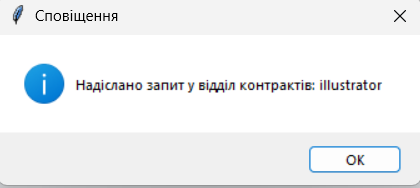 Сповіщення
Надіслано запит у відділ контрактів: illustrator
OK